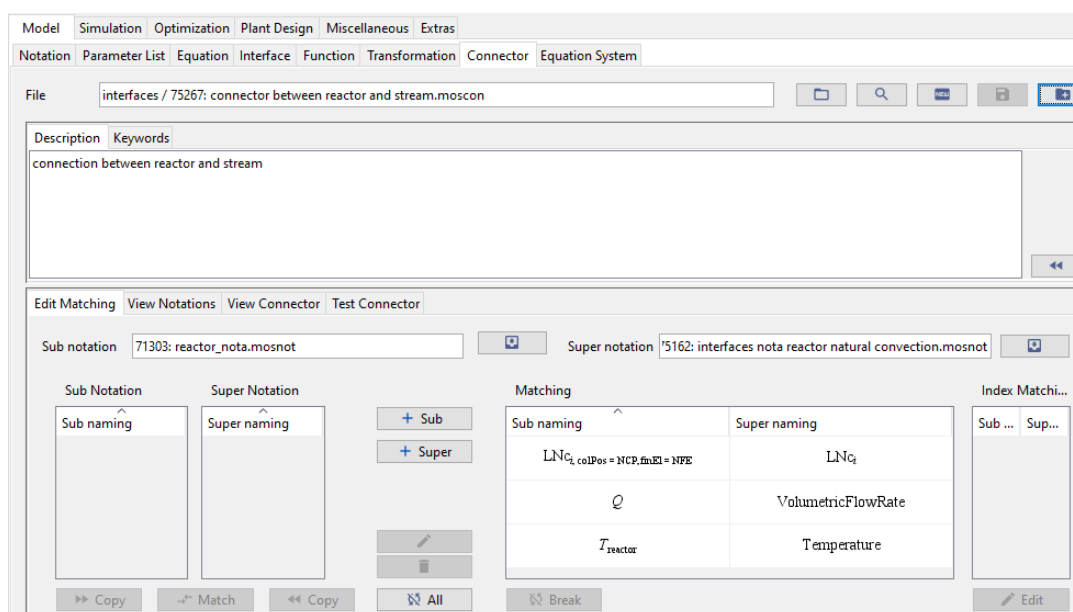 Model Simulation Optimization Plant Design Miscellaneous Extras
Notation Parameter List Equation Interface Function Transformation Connector Equation System
File interfaces / 75267: connector between reactor and stream.moscon NEW
Description Keywords
connection between reactor and stream
Edit Matching View Notations View Connector Test Connector
Sub notation 71303: reactor_nota.mosnot Super notation '5162: interfaces nota reactor natural convection.mosnot
Sub Notation Super Notation Matching Index Matchi...
Sub naming Super naming + Sub Sub naming Super naming Sub ... Sup...
+ Super LNc i, colPos = NCP, finEl = NFE LNc i
Q VolumetricFlowRate
T reactor Temperature
Copy Match Copy All Break Edit